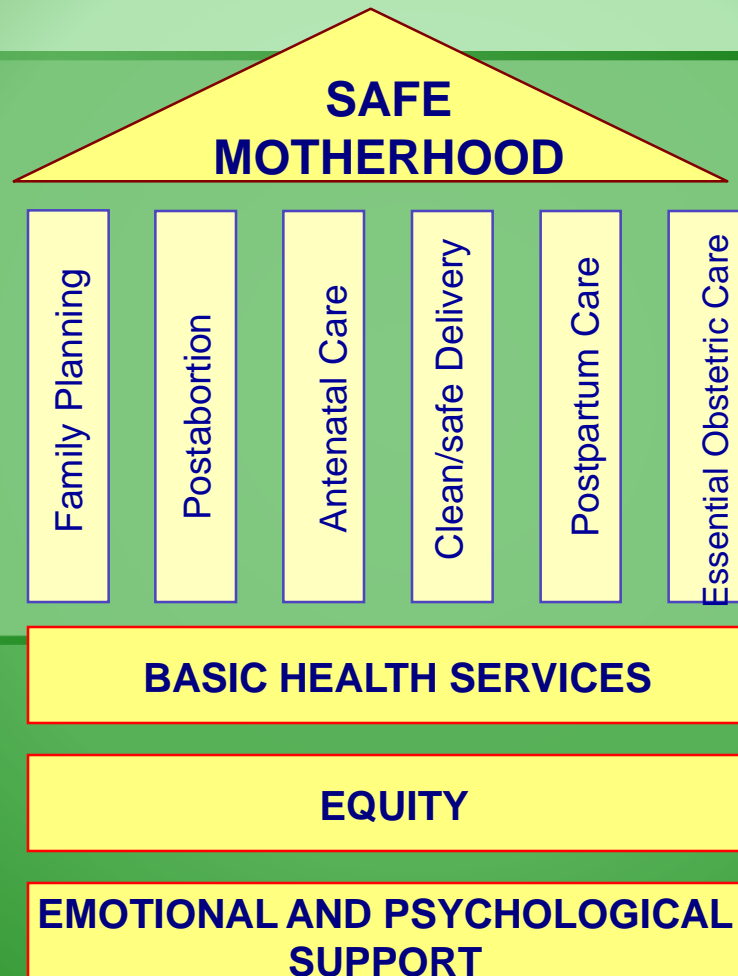 SAFE
MOTHERHOOD
Family Planning
Postabortion
Antenatal Care
Clean/safe Delivery
Postpartum Care
Essential Obstetric Care
BASIC HEALTH SERVICES
EQUITY
EMOTIONAL AND PSYCHOLOGICAL
SUPPORT